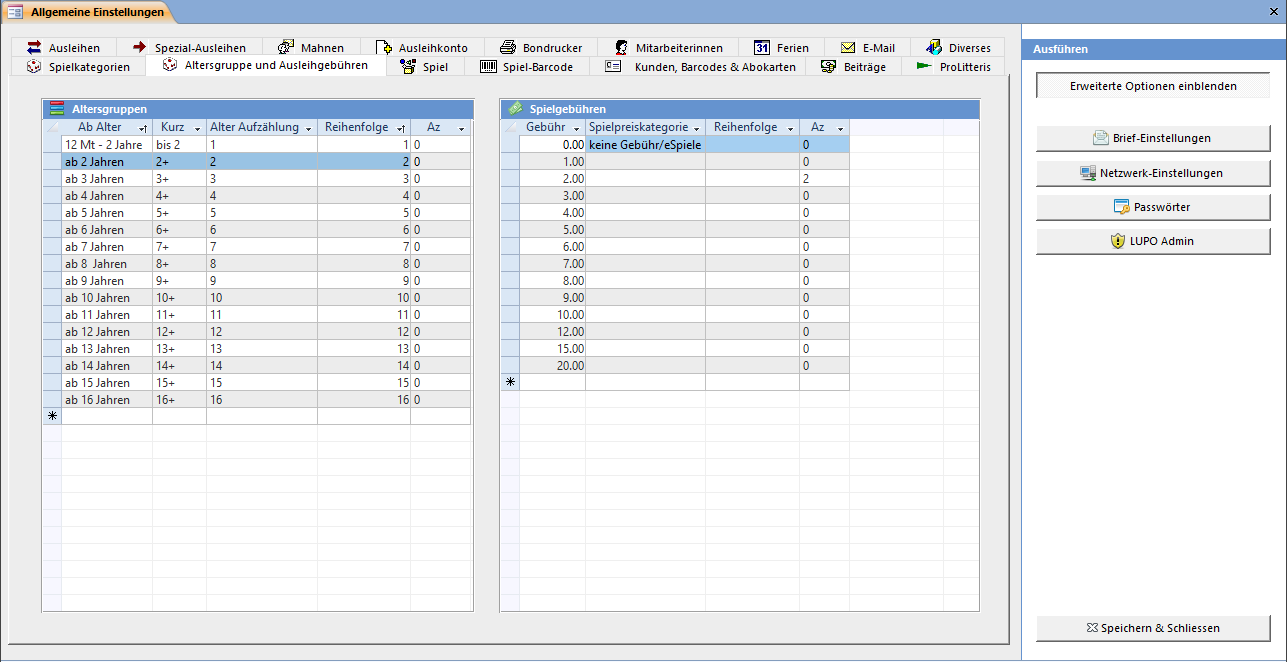 Allgemeine Einstellungen
Ausleihen Spezial-Ausleihen Mahnen Ausleihkonto Bondrucker Mitarbeiterinnen 31 Ferien E-Mail Diverses
Spielkategorien Altersgruppe und Ausleihgebühren Spiel Spiel-Barcode Kunden, Barcodes & Abokarten Beiträge ProLitteris
Altersgruppen
Ab Alter Kurz Alter Aufzählung Reihenfolge Az
12 Mt - 2 Jahre bis 2 1 1 0
ab 2 Jahren 2+ 2 2 0
ab 3 Jahren 3+ 3 3 0
ab 4 Jahren 4+ 4 4 0
ab 5 Jahren 5+ 5 5 0
ab 6 Jahren 6+ 6 6 0
ab 7 Jahren 7+ 7 7 0
ab 8  Jahren 8+ 8 8 0
ab 9 Jahren 9+ 9 9 0
ab 10 Jahren 10+ 10 10 0
ab 11 Jahren 11+ 11 11 0
ab 12 Jahren 12+ 12 12 0
ab 13 Jahren 13+ 13 13 0
ab 14 Jahren 14+ 14 14 0
ab 15 Jahren 15+ 15 15 0
ab 16 Jahren 16+ 16 16 0
Spielgebühren
Gebühr Spielpreiskategorie Reihenfolge Az
0.00 keine Gebühr/eSpiele 0
1.00 0
2.00 2
3.00 0
4.00 0
5.00 0
6.00 0
7.00 0
8.00 0
9.00 0
10.00 0
12.00 0
15.00 0
20.00 0
Ausführen
Erweiterte Optionen einblenden
Brief-Einstellungen
Netzwerk-Einstellungen
Passwörter
LUPO Admin
Speichern & Schliessen